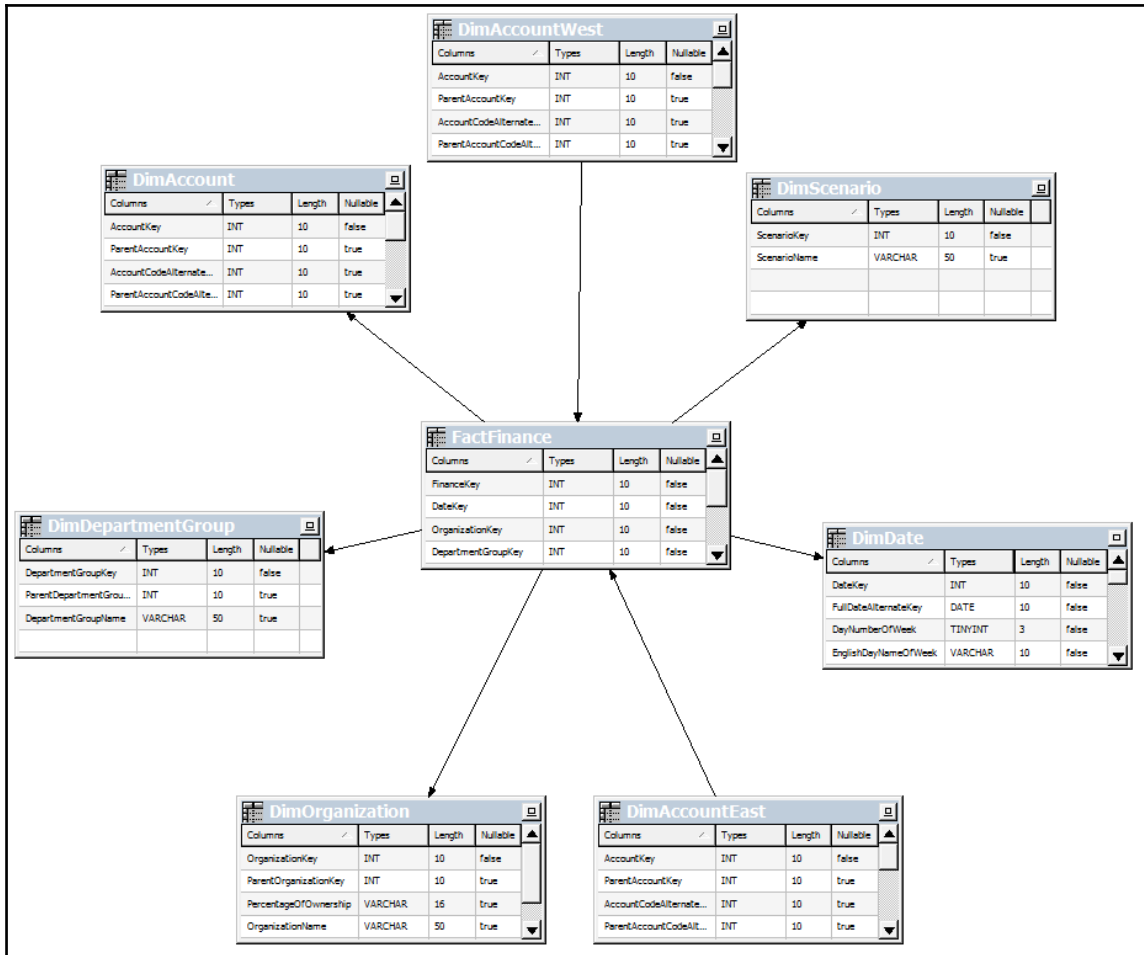 DimAccountWest
Columns Types Length Nullable
AccountKey INT 10 false
ParentAccountKey INT 10 true
AccountCodeAlternate... INT 10 true
ParentAccountCodeAlt... INT 10 true
DimAccount
Columns Types Length Nullable
AccountKey INT 10 false
ParentAccountKey INT 10 true
AccountCodeAlternate... INT 10 true
ParentAccountCodeAlte... INT 10 true
DimScenario
Columns Types Length Nullable
ScenarioKey INT 10 false
ScenarioName VARCHAR 50 true
FactFinance
Columns Types Length Nullable
FinanceKey INT 10 false
DateKey INT 10 false
OrganizationKey INT 10 false
DepartmentGroupKey INT 10 false
DimDepartmentGroup
Columns Types Length Nullable
DepartmentGroupKey INT 10 false
ParentDepartmentGrou... INT 10 true
DepartmentGroupName VARCHAR 50 true
DimDate
Columns Types Length Nullable
DateKey INT 10 false
FullDateAlternateKey DATE 10 false
DayNumberOfWeek TINYINT 3 false
EnglishDayNameOfWeek VARCHAR 10 false
DimOrganization
Columns Types Length Nullable
OrganizationKey INT 10 false
ParentOrganizationKey INT 10 true
PercentageOfOwnership VARCHAR 16 true
OrganizationName VARCHAR 50 true
DimAccountEast
Columns Types Length Nullable
AccountKey INT 10 false
ParentAccountKey INT 10 true
AccountCodeAlternate... INT 10 true
ParentAccountCodeAlt... INT 10 true